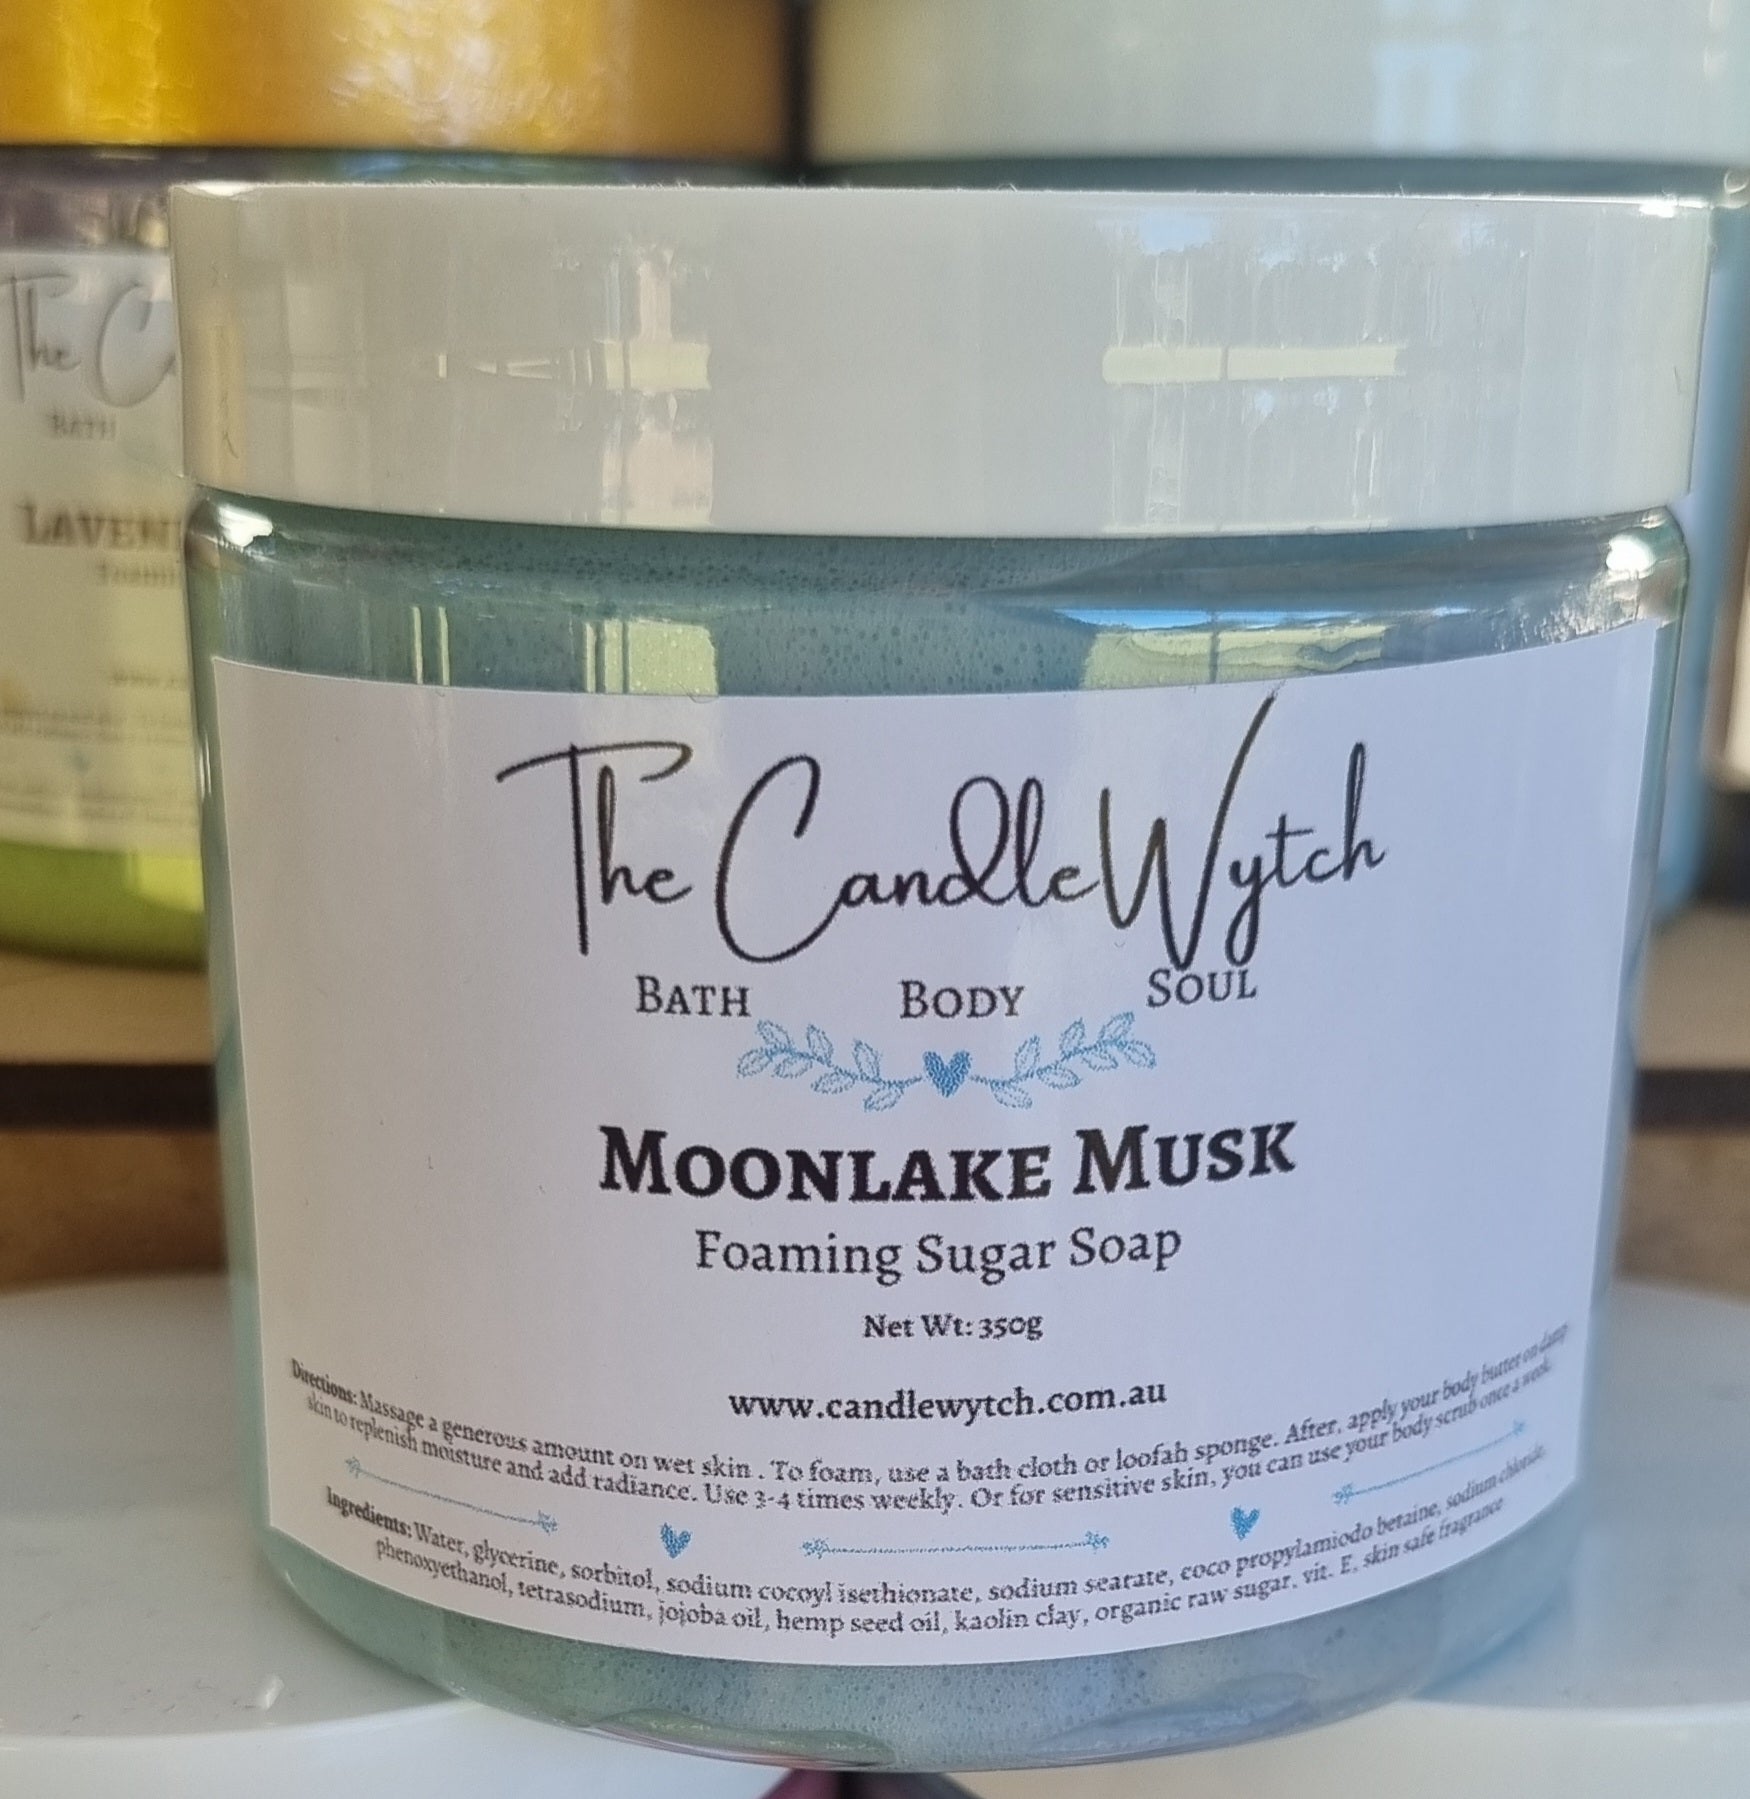 The Candle Wytch
Bath Body Soul
Moonlake Musk
Foaming Sugar Soap
Net Wt: 350g
www.candlewytch.com.au
Directions: Massage a generous amount on wet skin . To foam, use a bath cloth or loofah sponge. After, apply your body butter on damp
skin to replenish moisture and add radiance. Use 3-4 times weekly. Or for sensitive skin, you can use your body scrub once a week.
Ingredients: Water, glycerine, sorbitol, sodium cocoyl isethionate, sodium searate, coco propylamiodo betaine, sodium chloride,
phenoxyethanol, tetrasodium, jojoba oil, hemp seed oil, kaolin clay, organic raw sugar, vit. E, skin safe fragrance
The C
Bath
Laven